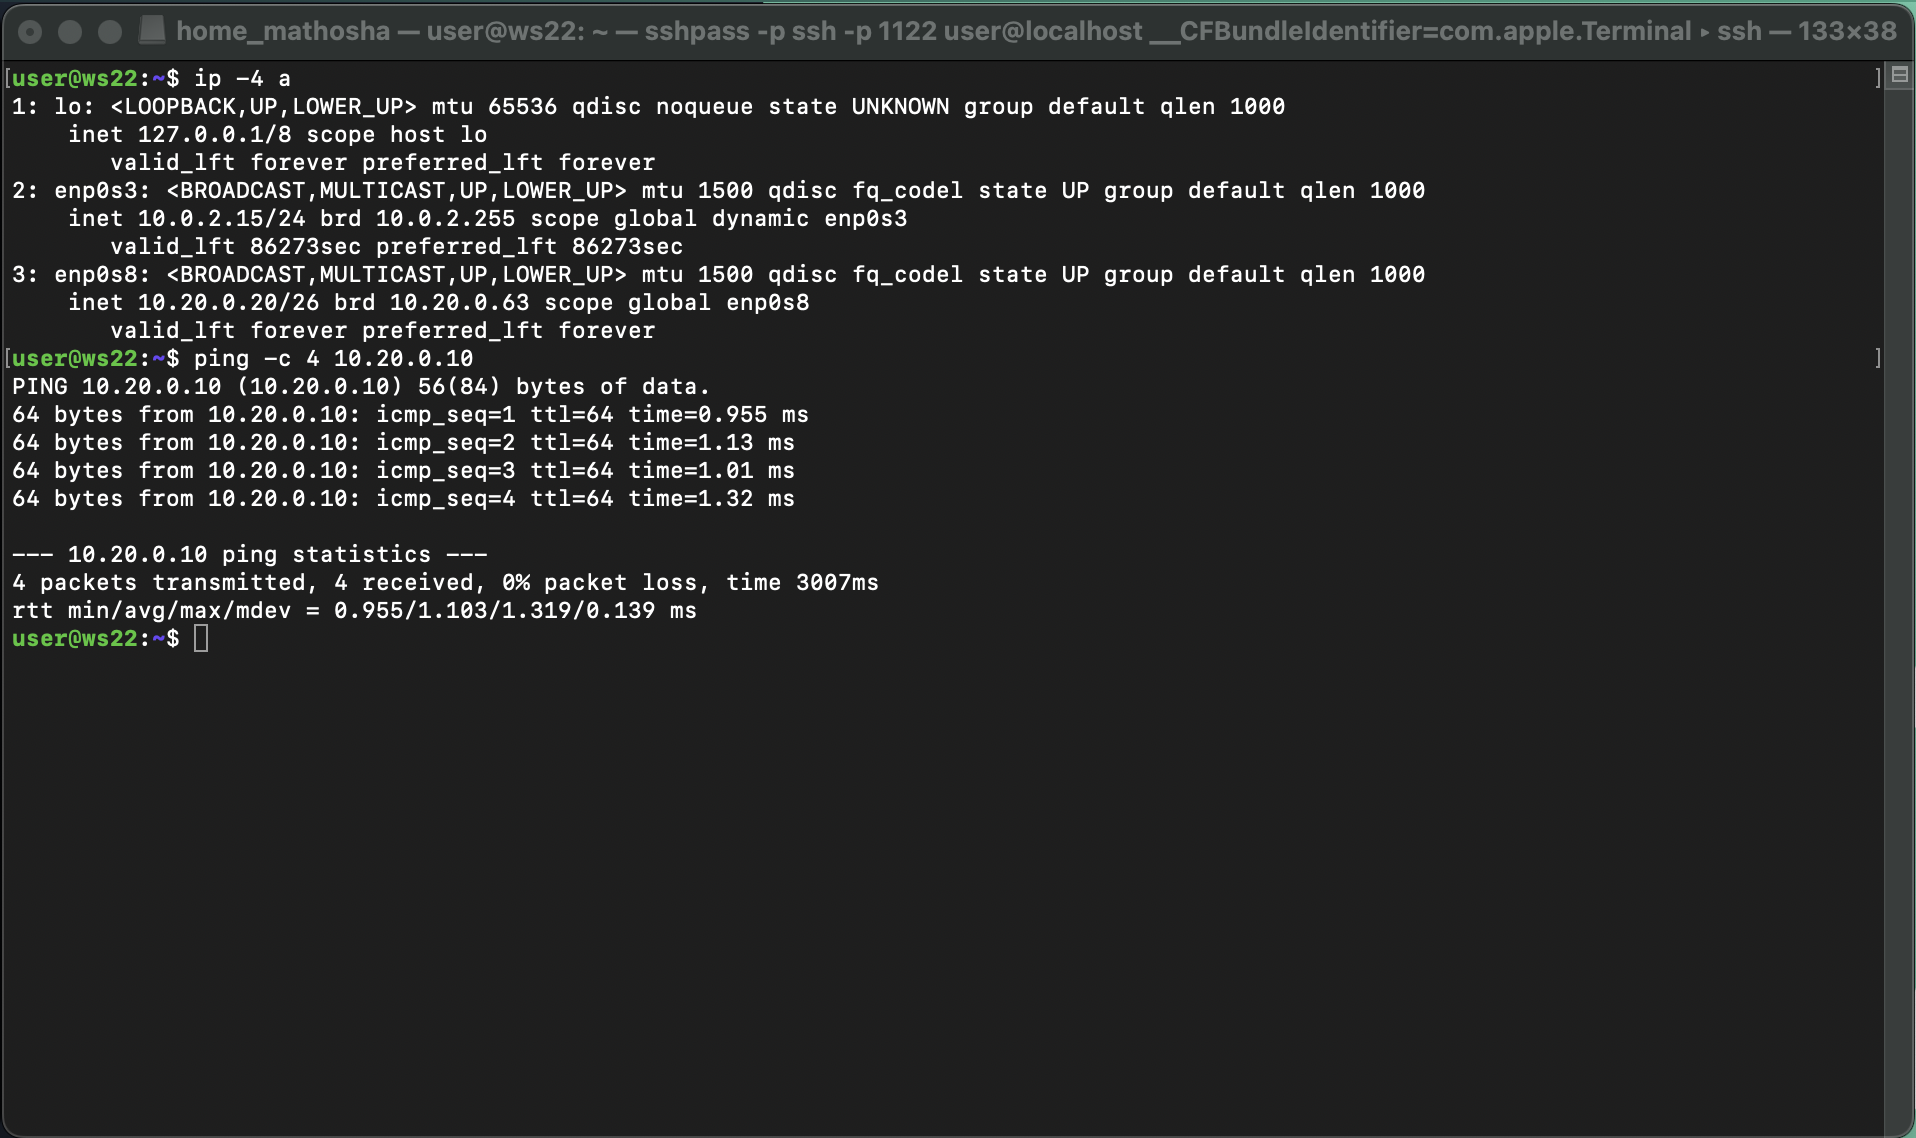 home_mathosha — user@ws22: ~ — sshpass -p ssh -p 1122 user@localhost __CFBundleIdentifier=com.apple.Terminal ▸ ssh — 133×38
[user@ws22:~$ ip -4 a ]
1: lo: <LOOPBACK,UP,LOWER_UP> mtu 65536 qdisc noqueue state UNKNOWN group default qlen 1000
    inet 127.0.0.1/8 scope host lo
       valid_lft forever preferred_lft forever
2: enp0s3: <BROADCAST,MULTICAST,UP,LOWER_UP> mtu 1500 qdisc fq_codel state UP group default qlen 1000
    inet 10.0.2.15/24 brd 10.0.2.255 scope global dynamic enp0s3
       valid_lft 86273sec preferred_lft 86273sec
3: enp0s8: <BROADCAST,MULTICAST,UP,LOWER_UP> mtu 1500 qdisc fq_codel state UP group default qlen 1000
    inet 10.20.0.20/26 brd 10.20.0.63 scope global enp0s8
       valid_lft forever preferred_lft forever
[user@ws22:~$ ping -c 4 10.20.0.10 ]
PING 10.20.0.10 (10.20.0.10) 56(84) bytes of data.
64 bytes from 10.20.0.10: icmp_seq=1 ttl=64 time=0.955 ms
64 bytes from 10.20.0.10: icmp_seq=2 ttl=64 time=1.13 ms
64 bytes from 10.20.0.10: icmp_seq=3 ttl=64 time=1.01 ms
64 bytes from 10.20.0.10: icmp_seq=4 ttl=64 time=1.32 ms

--- 10.20.0.10 ping statistics ---
4 packets transmitted, 4 received, 0% packet loss, time 3007ms
rtt min/avg/max/mdev = 0.955/1.103/1.319/0.139 ms
user@ws22:~$